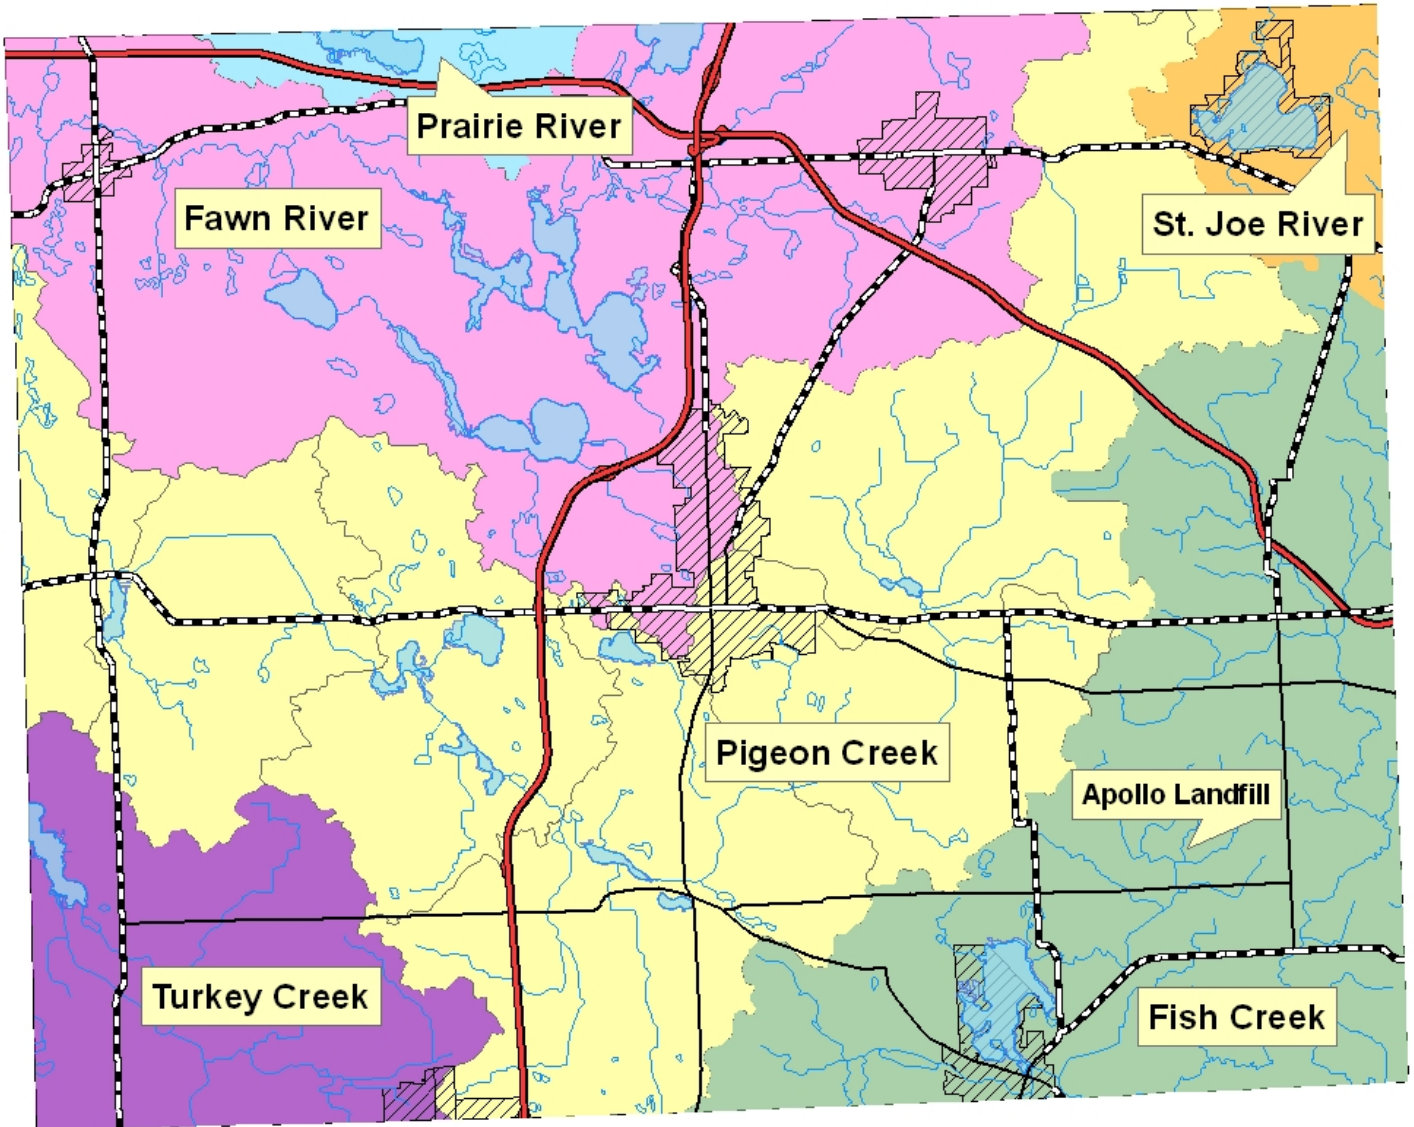 Prairie River
Fawn River
St. Joe River
Pigeon Creek
Apollo Landfill
Turkey Creek
Fish Creek